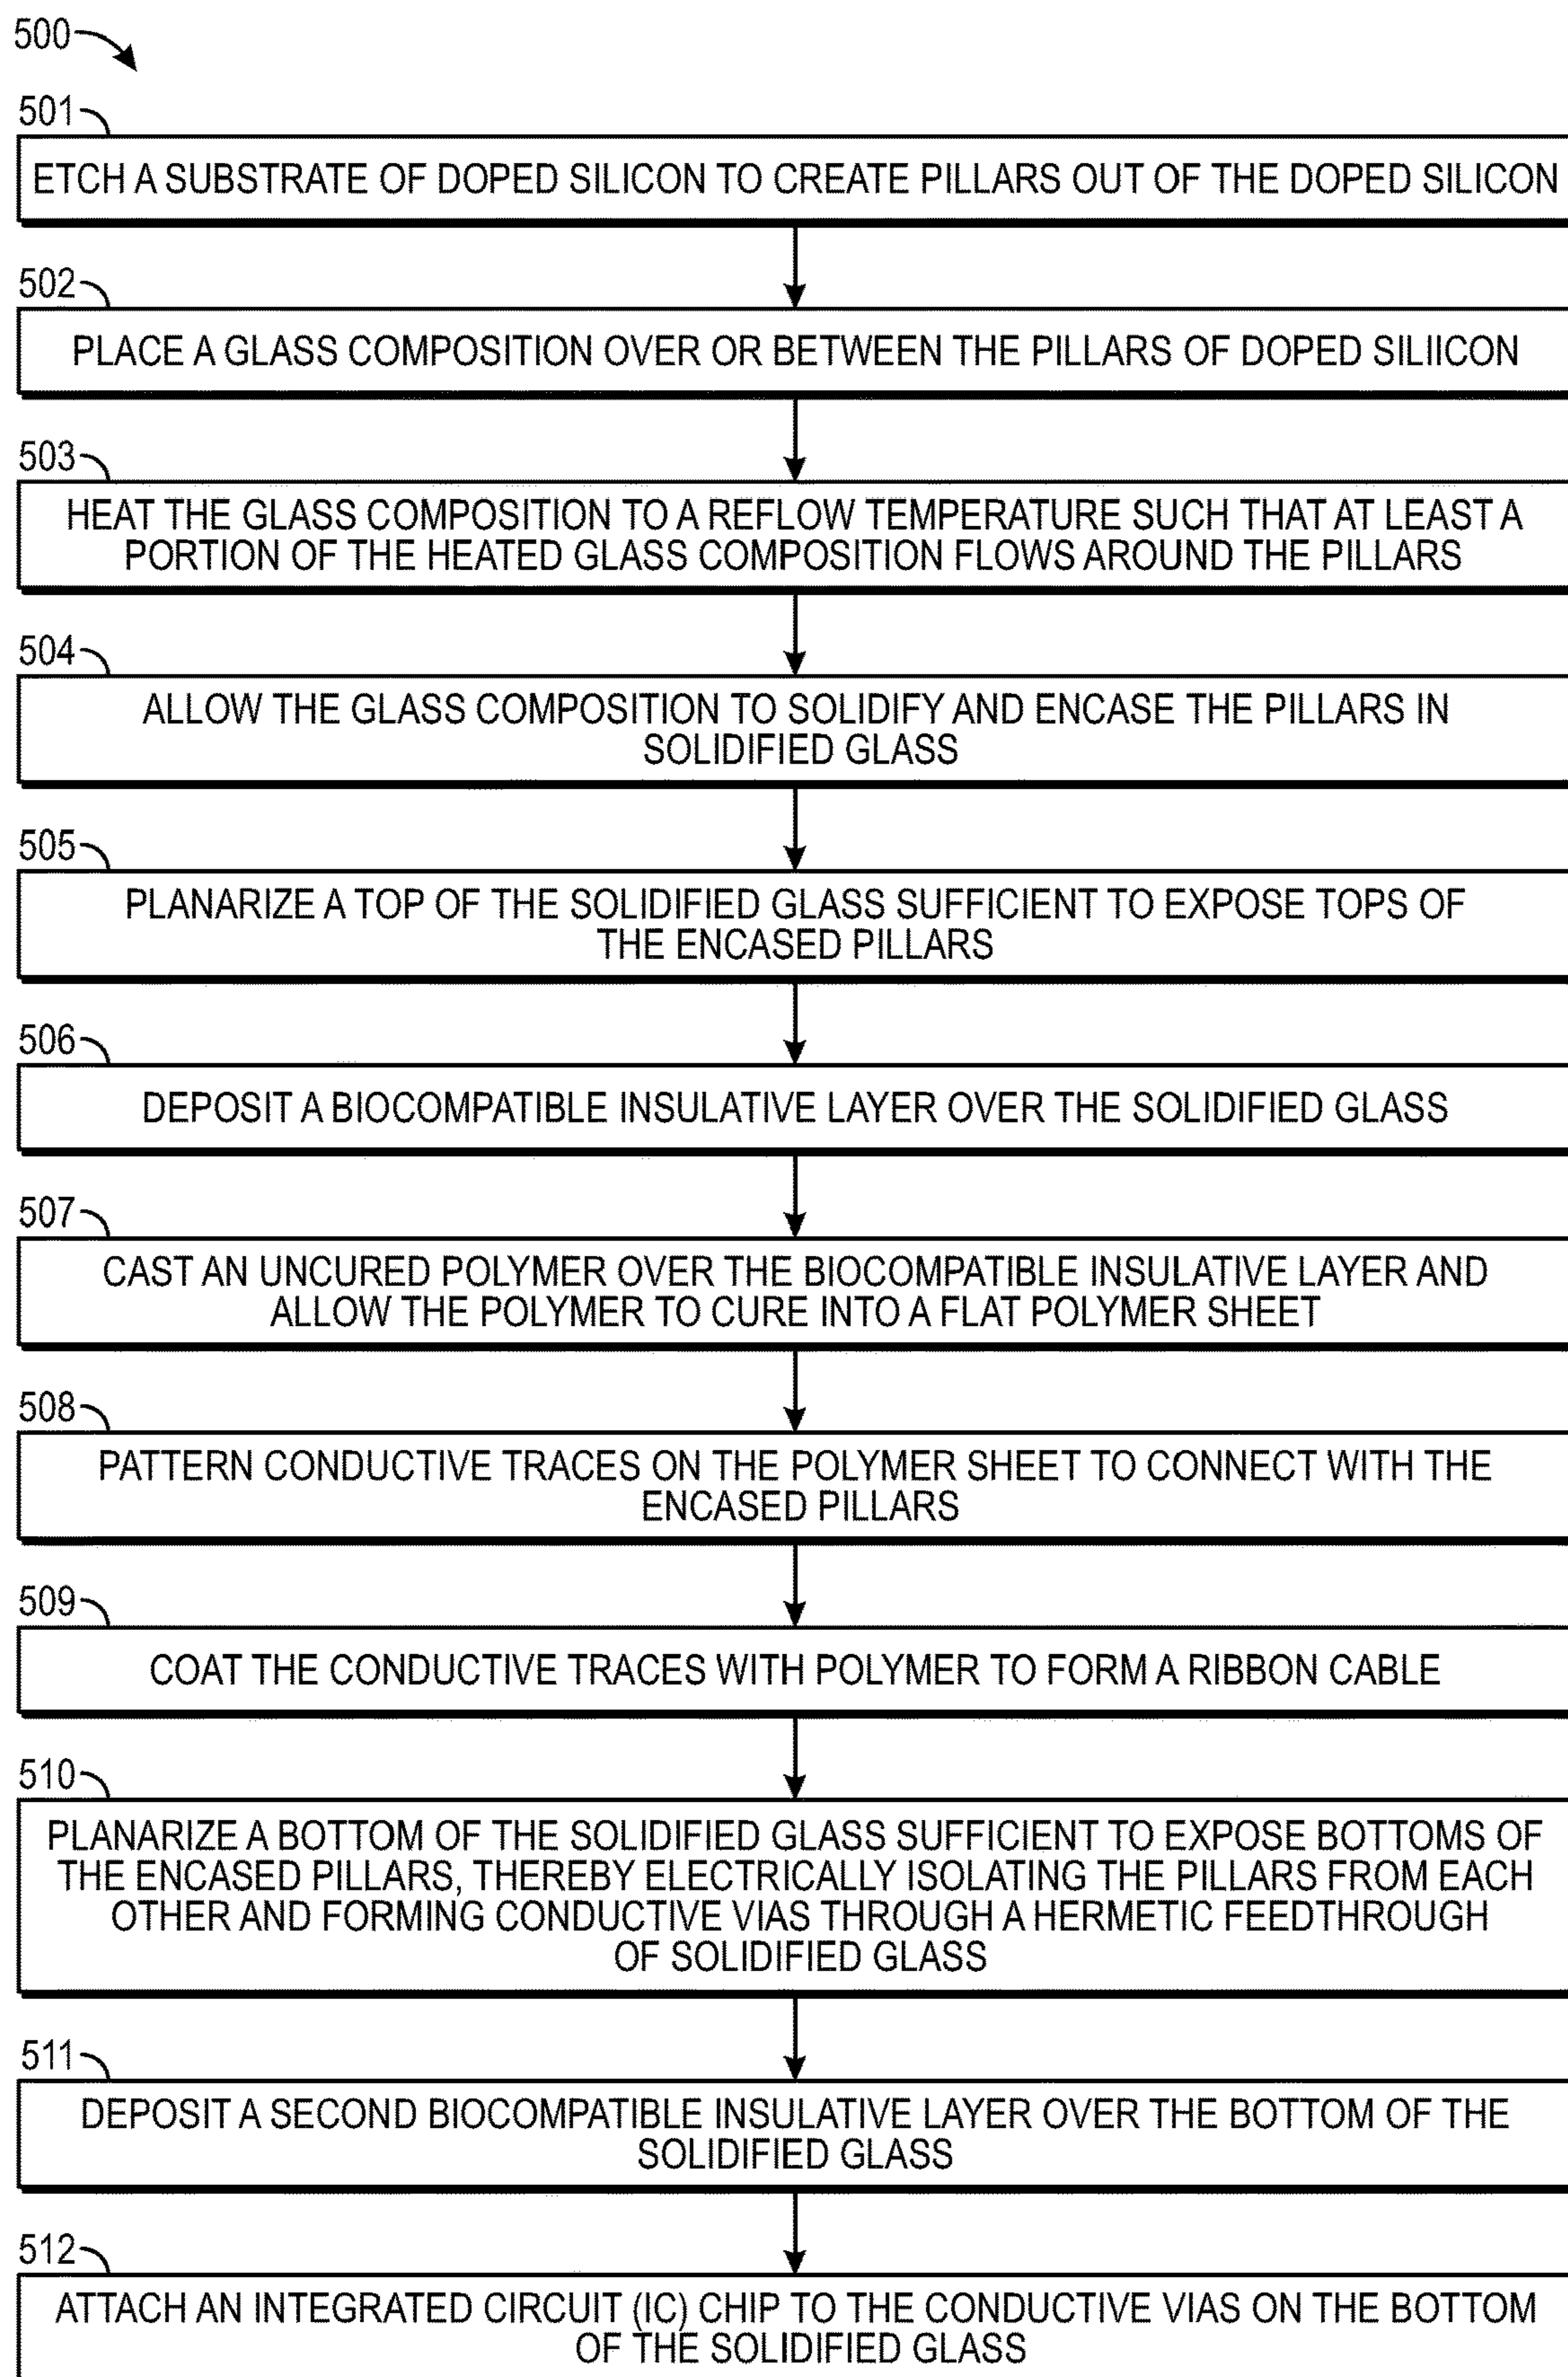 500
501
ETCH A SUBSTRATE OF DOPED SILICON TO CREATE PILLARS OUT OF THE DOPED SILICON
502
PLACE A GLASS COMPOSITION OVER OR BETWEEN THE PILLARS OF DOPED SILIICON
503
HEAT THE GLASS COMPOSITION TO A REFLOW TEMPERATURE SUCH THAT AT LEAST A
PORTION OF THE HEATED GLASS COMPOSITION FLOWS AROUND THE PILLARS
504
ALLOW THE GLASS COMPOSITION TO SOLIDIFY AND ENCASE THE PILLARS IN
SOLIDIFIED GLASS
505
PLANARIZE A TOP OF THE SOLIDIFIED GLASS SUFFICIENT TO EXPOSE TOPS OF
THE ENCASED PILLARS
506
DEPOSIT A BIOCOMPATIBLE INSULATIVE LAYER OVER THE SOLIDIFIED GLASS
507
CAST AN UNCURED POLYMER OVER THE BIOCOMPATIBLE INSULATIVE LAYER AND
ALLOW THE POLYMER TO CURE INTO A FLAT POLYMER SHEET
508
PATTERN CONDUCTIVE TRACES ON THE POLYMER SHEET TO CONNECT WITH THE
ENCASED PILLARS
509
COAT THE CONDUCTIVE TRACES WITH POLYMER TO FORM A RIBBON CABLE
510
PLANARIZE A BOTTOM OF THE SOLIDIFIED GLASS SUFFICIENT TO EXPOSE BOTTOMS OF
THE ENCASED PILLARS, THEREBY ELECTRICALLY ISOLATING THE PILLARS FROM EACH
OTHER AND FORMING CONDUCTIVE VIAS THROUGH A HERMETIC FEEDTHROUGH
OF SOLIDIFIED GLASS
511
DEPOSIT A SECOND BIOCOMPATIBLE INSULATIVE LAYER OVER THE BOTTOM OF THE
SOLIDIFIED GLASS
512
ATTACH AN INTEGRATED CIRCUIT (IC) CHIP TO THE CONDUCTIVE VIAS ON THE BOTTOM
OF THE SOLIDIFIED GLASS